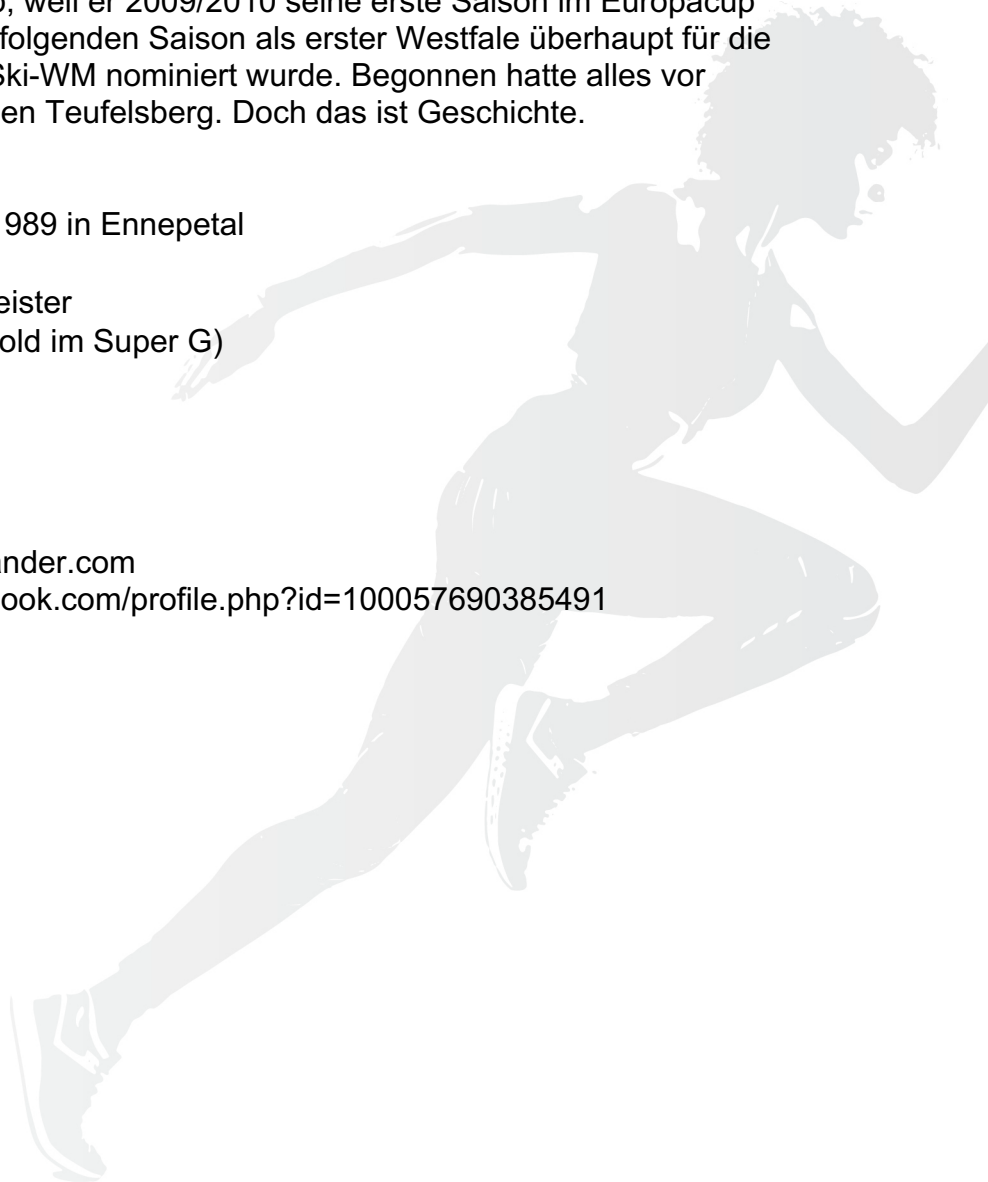 weil er 2009/2010 seine erste Saison im Europacup
folgenden Saison als erster Westfale überhaupt für die
Ski-WM nominiert wurde. Begonnen hatte alles vor
en Teufelsberg. Doch das ist Geschichte.
989 in Ennepetal
eister
old im Super G)
ander.com
ook.com/profile.php?id=100057690385491